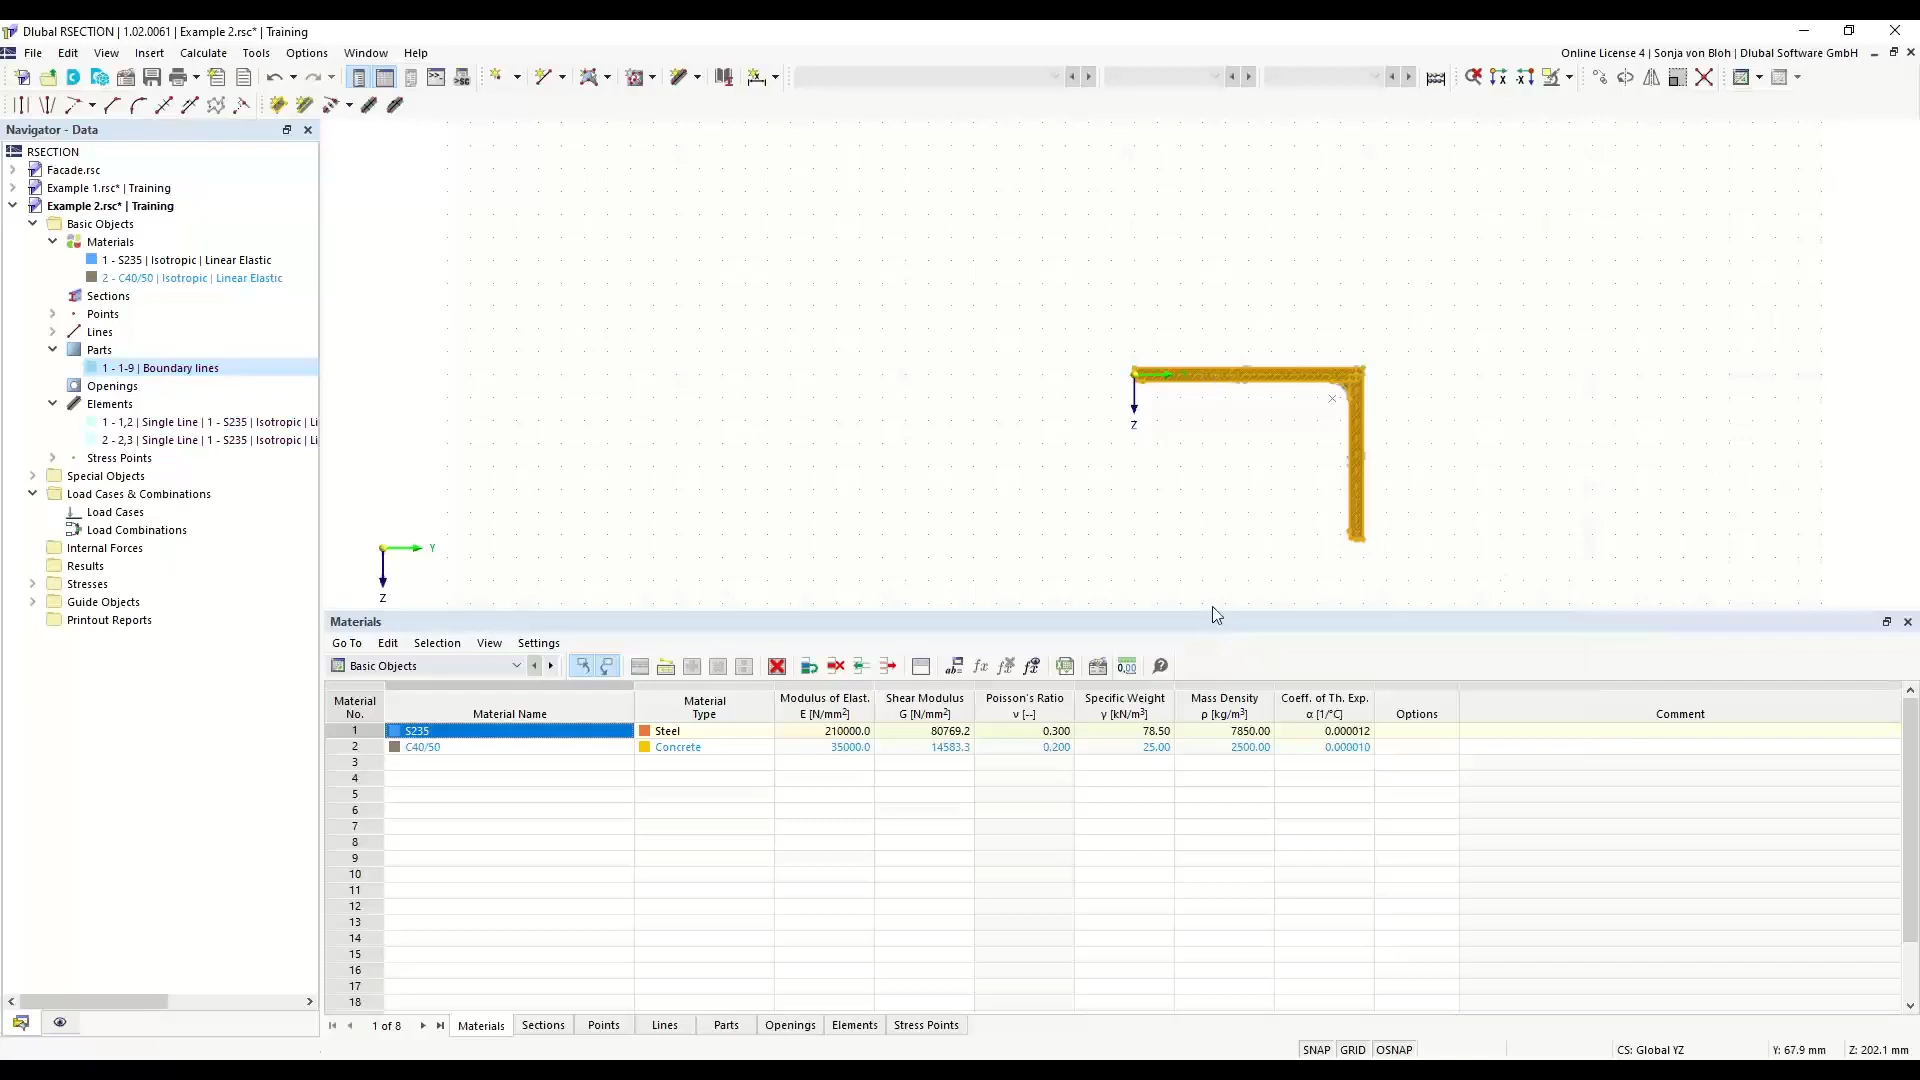 Dlubal RSECTION | 1.02.0061 | Example 2.rsc* | Training
File Edit View Insert Calculate Tools Options Window Help
Online License 4 | Sonja von Bloh | Dlubal Software GmbH
Navigator - Data
RSECTION
Facade.rsc
Example 1.rsc* | Training
Example 2.rsc* | Training
Basic Objects
Materials
1 - S235 | Isotropic | Linear Elastic
2 - C40/50 | Isotropic | Linear Elastic
Sections
Points
Lines
Parts
1 - 1-9 | Boundary lines
Openings
Elements
1 - 1,2 | Single Line | 1 - S235 | Isotropic | Li
2 - 2,3 | Single Line | 1 - S235 | Isotropic | Li
Stress Points
Special Objects
Load Cases & Combinations
Load Cases
Load Combinations
Internal Forces
Results
Stresses
Guide Objects
Printout Reports
Z
Y
Z
Materials
Go To Edit Selection View Settings
Basic Objects
Material No. Material Name Material Type Modulus of Elast. E [N/mm2] Shear Modulus G [N/mm2] Poisson's Ratio ν [--] Specific Weight γ [kN/m3] Mass Density ρ [kg/m3] Coeff. of Th. Exp. α [1/°C] Options Comment
1 S235 Steel 210000.0 80769.2 0.300 78.50 7850.00 0.000012
2 C40/50 Concrete 35000.0 14583.3 0.200 25.00 2500.00 0.000010
3
4
5
6
7
8
9
10
11
12
13
14
15
16
17
18
1 of 8 Materials Sections Points Lines Parts Openings Elements Stress Points
SNAP GRID OSNAP CS: Global YZ Y: 67.9 mm Z: 202.1 mm